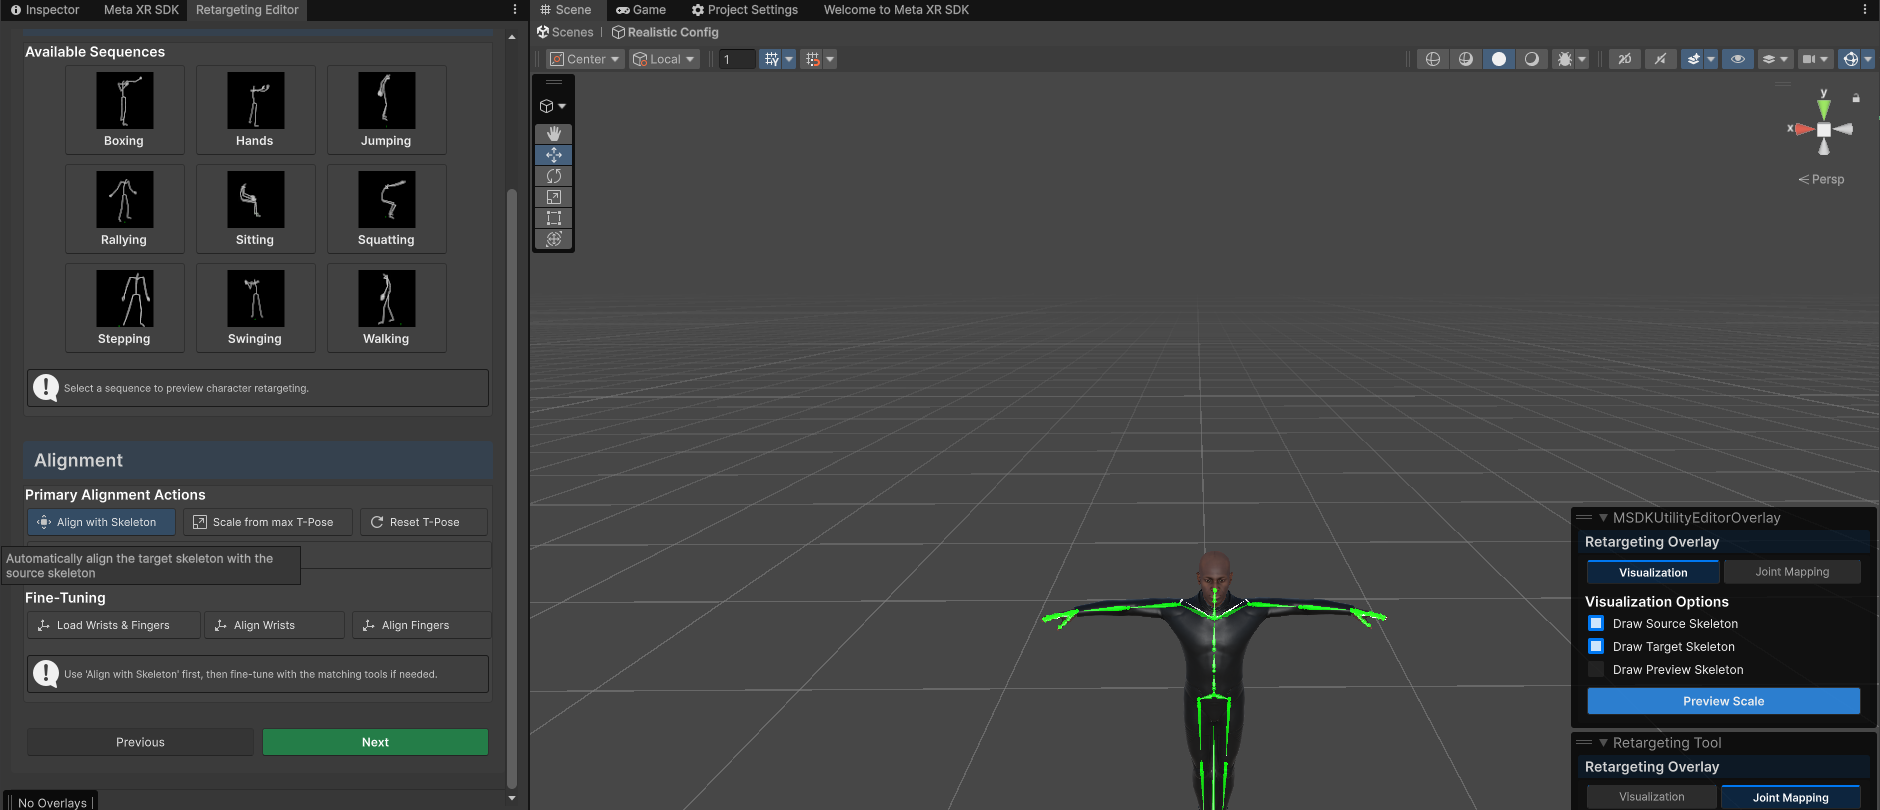 Inspector
Meta XR SDK
Retargeting Editor
Available Sequences
Boxing
Hands
Jumping
Rallying
Sitting
Squatting
Stepping
Swinging
Walking
Select a sequence to preview character retargeting.
Alignment
Primary Alignment Actions
Align with Skeleton
Scale from max T-Pose
Reset T-Pose
Automatically align the target skeleton with the
source skeleton
Fine-Tuning
Load Wrists & Fingers
Align Wrists
Align Fingers
Use 'Align with Skeleton' first, then fine-tune with the matching tools if needed.
Previous
Next
No Overlays
Scene
Game
Project Settings
Welcome to Meta XR SDK
Scenes
Realistic Config
Center
Local
1
2D
y
x
Persp
MSDKUtilityEditorOverlay
Retargeting Overlay
Visualization
Joint Mapping
Visualization Options
Draw Source Skeleton
Draw Target Skeleton
Draw Preview Skeleton
Preview Scale
Retargeting Tool
Retargeting Overlay
Visualization
Joint Mapping